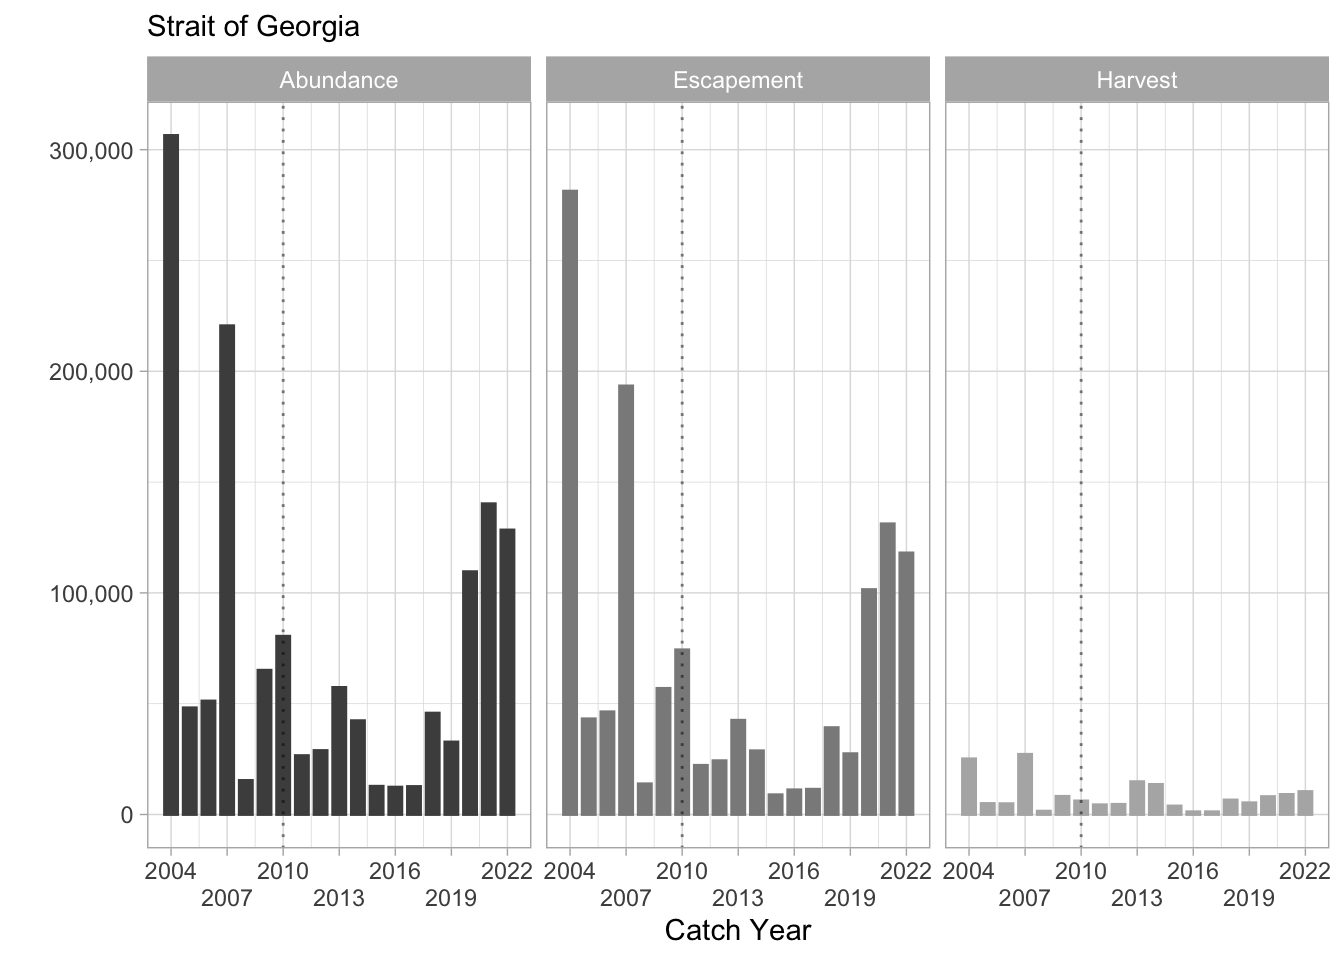 Strait of Georgia
Abundance Escapement Harvest
300,000
200,000
100,000
0
2004 2010 2016 2022 2004 2010 2016 2022 2004 2010 2016 2022
2007 2013 2019 2007 2013 2019 2007 2013 2019
Catch Year